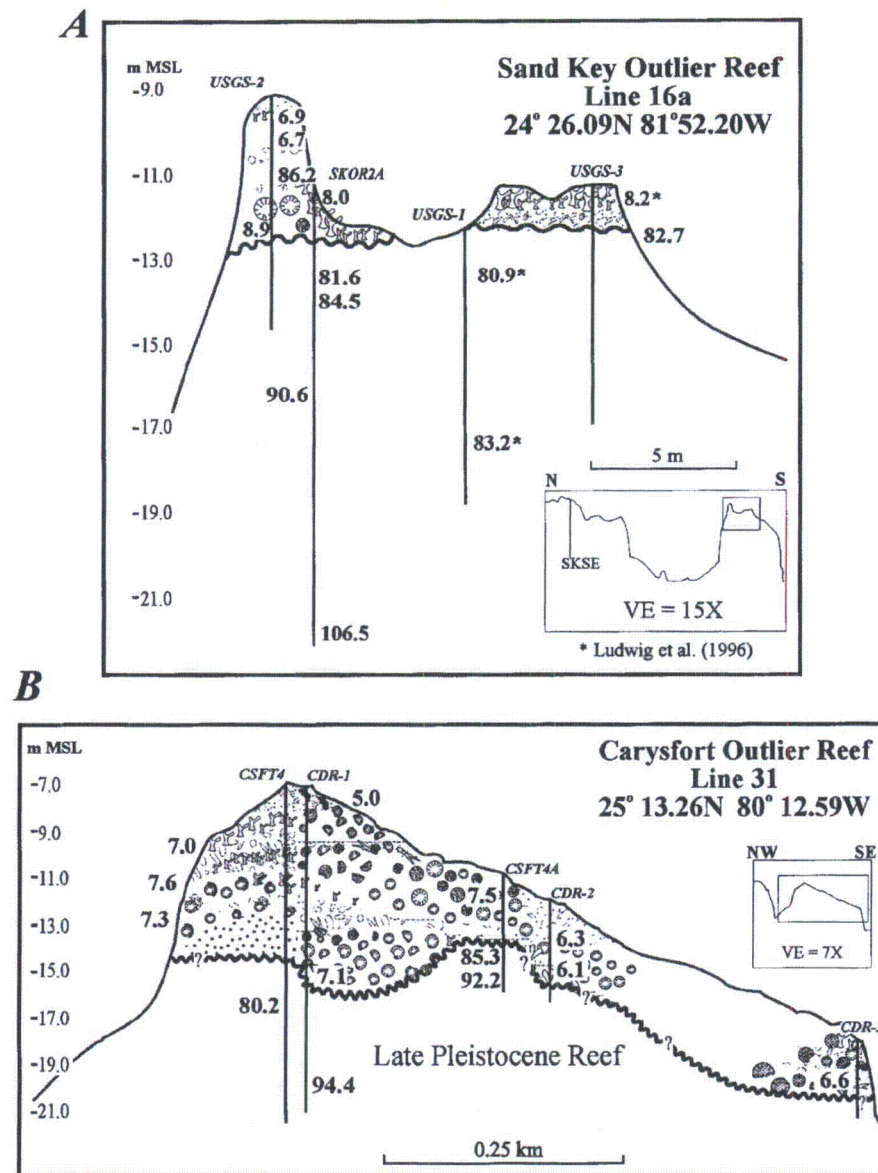 A
Sand Key Outlier Reef
Line 16a
24° 26.09N 81°52.20W
m MSL
-9.0
-11.0
-13.0
-15.0
-17.0
-19.0
-21.0
USGS-2
6.9
6.7
86.2
8.9
SKOR2A
8.0
81.6
84.5
90.6
106.5
USGS-1
80.9*
83.2*
USGS-3
8.2*
82.7
5 m
N S
SKSE
VE = 15X
* Ludwig et al. (1996)
B
Carysfort Outlier Reef
Line 31
25° 13.26N 80° 12.59W
m MSL
-7.0
-9.0
-11.0
-13.0
-15.0
-17.0
-19.0
-21.0
CSFT4 CDR-1
5.0
7.0
7.6
7.3
7.1
80.2
94.4
CSFT4A
7.5
85.3
92.2
CDR-2
6.3
6.1
6.6
? ? ? ? ? ?
r r r
NW SE
VE = 7X
Late Pleistocene Reef
0.25 km